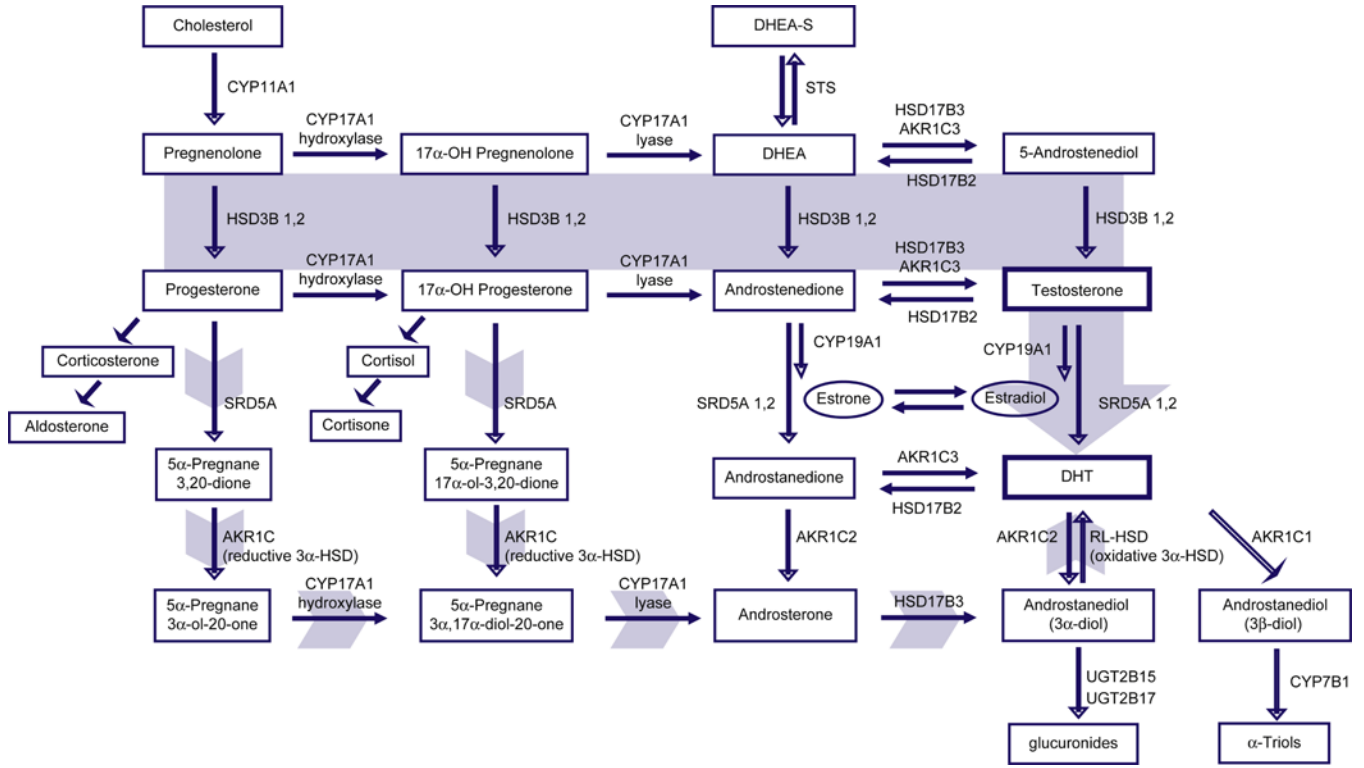 Cholesterol
DHEA-S
CYP11A1
STS
CYP17A1
hydroxylase
CYP17A1
lyase
HSD17B3
AKR1C3
Pregnenolone
17α-OH Pregnenolone
DHEA
5-Androstenediol
HSD17B2
HSD3B 1,2
HSD3B 1,2
HSD3B 1,2
HSD3B 1,2
CYP17A1
hydroxylase
CYP17A1
lyase
HSD17B3
AKR1C3
Progesterone
17α-OH Progesterone
Androstenedione
Testosterone
HSD17B2
Corticosterone
Cortisol
CYP19A1
CYP19A1
Aldosterone
SRD5A
Cortisone
SRD5A
SRD5A 1,2
Estrone
Estradiol
SRD5A 1,2
5α-Pregnane
3,20-dione
5α-Pregnane
17α-ol-3,20-dione
Androstanedione
AKR1C3
HSD17B2
DHT
AKR1C
(reductive 3α-HSD)
AKR1C
(reductive 3α-HSD)
AKR1C2
AKR1C2
RL-HSD
(oxidative 3α-HSD)
AKR1C1
5α-Pregnane
3α-ol-20-one
CYP17A1
hydroxylase
5α-Pregnane
3α,17α-diol-20-one
CYP17A1
lyase
Androsterone
HSD17B3
Androstanediol
(3α-diol)
Androstanediol
(3β-diol)
UGT2B15
UGT2B17
CYP7B1
glucuronides
α-Triols